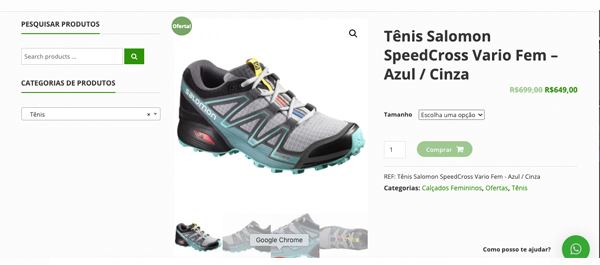 PESQUISAR PRODUTOS
Search products ...
CATEGORIAS DE PRODUTOS
Tênis
×
Oferta!
salomon
Google Chrome
Tênis Salomon
SpeedCross Vario Fem –
Azul / Cinza
R$699,00 R$649,00
Tamanho Escolha uma opção
1 Comprar
REF: Tênis Salomon SpeedCross Vario Fem - Azul / Cinza
Categorias: Calçados Femininos, Ofertas, Tênis
Como posso te ajudar?